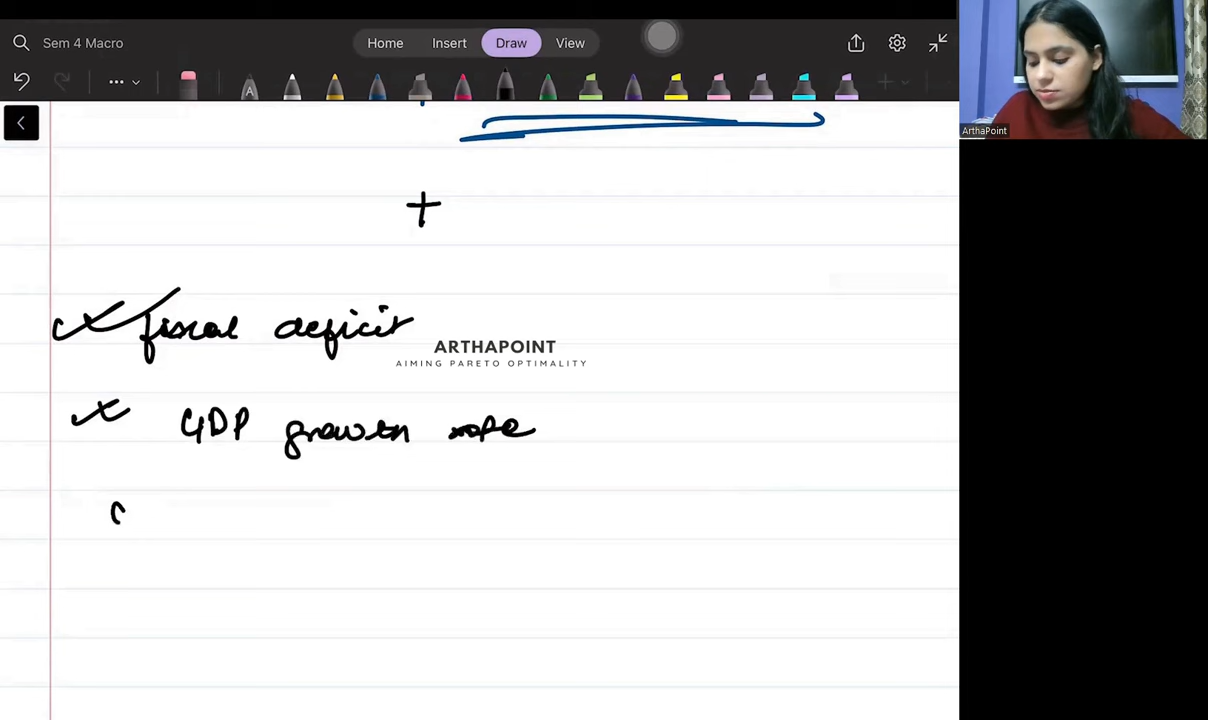 Sem 4 Macro
Home Insert Draw View
A
ArthaPoint
+
fiscal deficit
ARTHAPOINT
AIMING PARETO OPTIMALITY
GDP growth rate